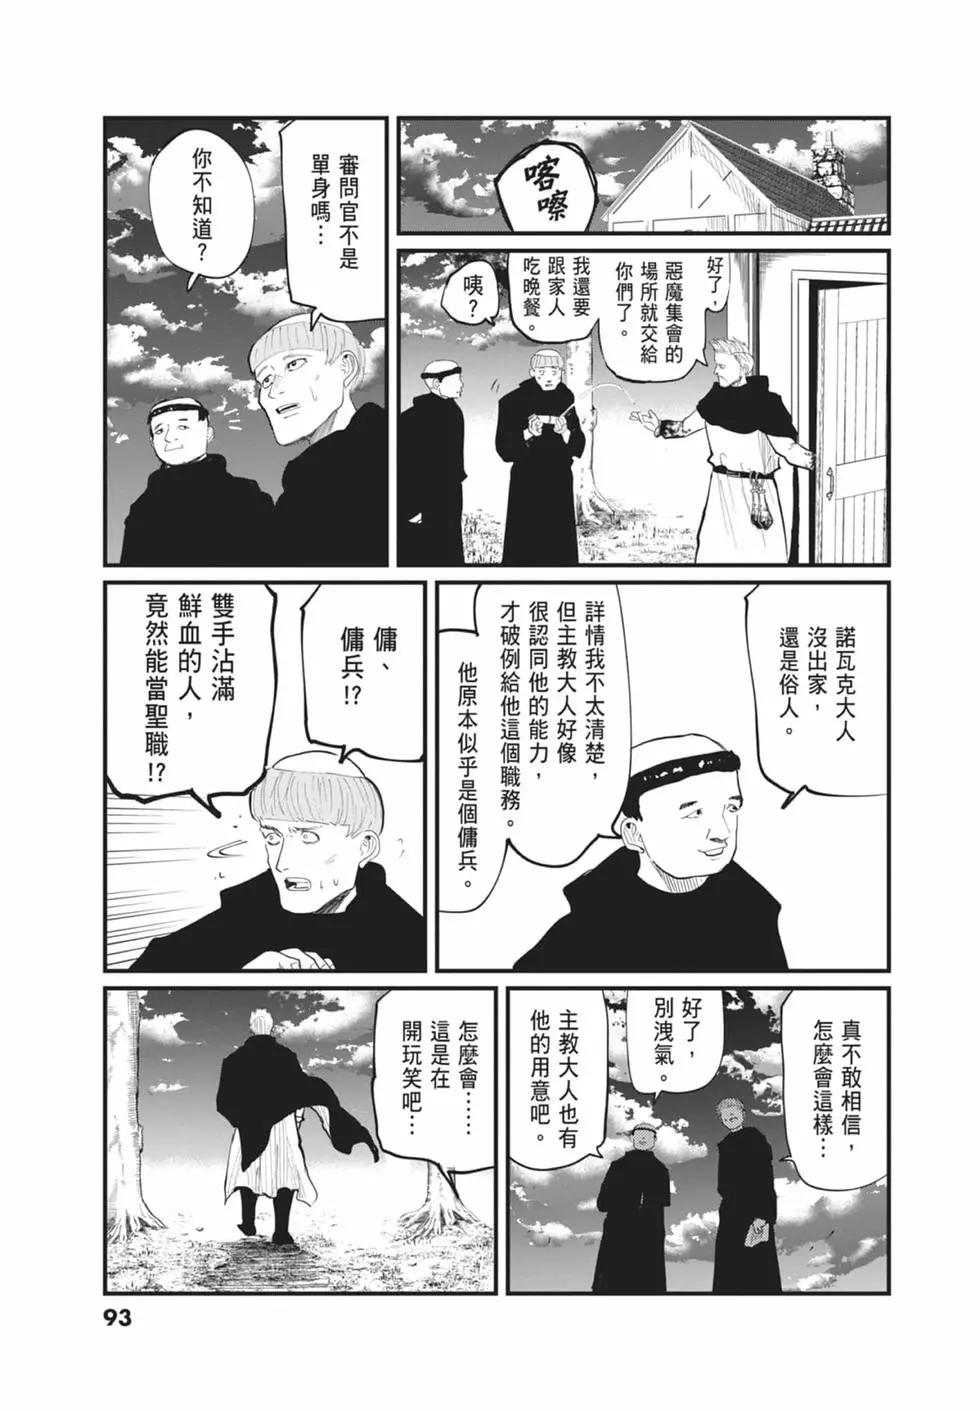 喀嚓
好了，
惡魔集會的
場所就交給
你們了。
我還要
跟家人
吃晚餐。
咦？
審問官不是
單身嗎…
你不知道？
諾瓦克大人
沒出家，
還是俗人。
詳情我不太清楚，
但主教大人好像
很認同他的能力，
才破例給他這個職務。
他原本似乎是個傭兵。
傭、
傭兵!?
雙手沾滿
鮮血的人，
竟然能當聖職!?
真不敢相信，
怎麼會這樣…
好了，
別洩氣。
主教大人也有
他的用意吧。
怎麼會……
這是在
開玩笑吧…
93